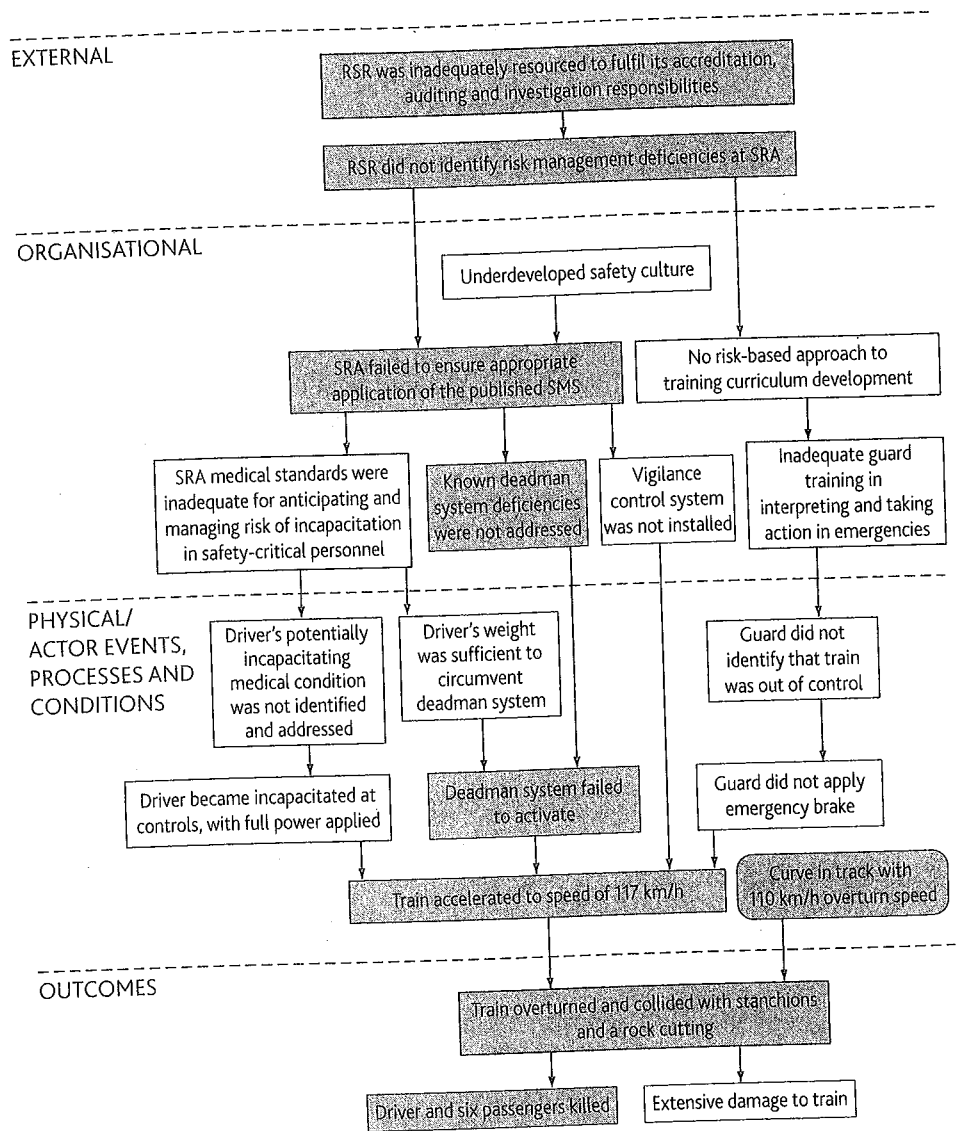 EXTERNAL
RSR was inadequately resourced to fulfil its accreditation,
auditing and investigation responsibilities
RSR did not identify risk management deficiencies at SRA
ORGANISATIONAL
Underdeveloped safety culture
SRA failed to ensure appropriate
application of the published SMS
No risk-based approach to
training curriculum development
SRA medical standards were
inadequate for anticipating and
managing risk of incapacitation
in safety-critical personnel
Known deadman
system deficiencies
were not addressed
Vigilance
control system
was not installed
Inadequate guard
training in
interpreting and taking
action in emergencies
PHYSICAL/
ACTOR EVENTS,
PROCESSES AND
CONDITIONS
Driver's potentially
incapacitating
medical condition
was not identified
and addressed
Driver's weight
was sufficient to
circumvent
deadman system
Guard did not
identify that train
was out of control
Driver became incapacitated at
controls, with full power applied
Deadman system failed
to activate
Guard did not apply
emergency brake
Train accelerated to speed of 117 km/h
Curve in track with
110 km/h overturn speed
OUTCOMES
Train overturned and collided with stanchions
and a rock cutting
Driver and six passengers killed
Extensive damage to train